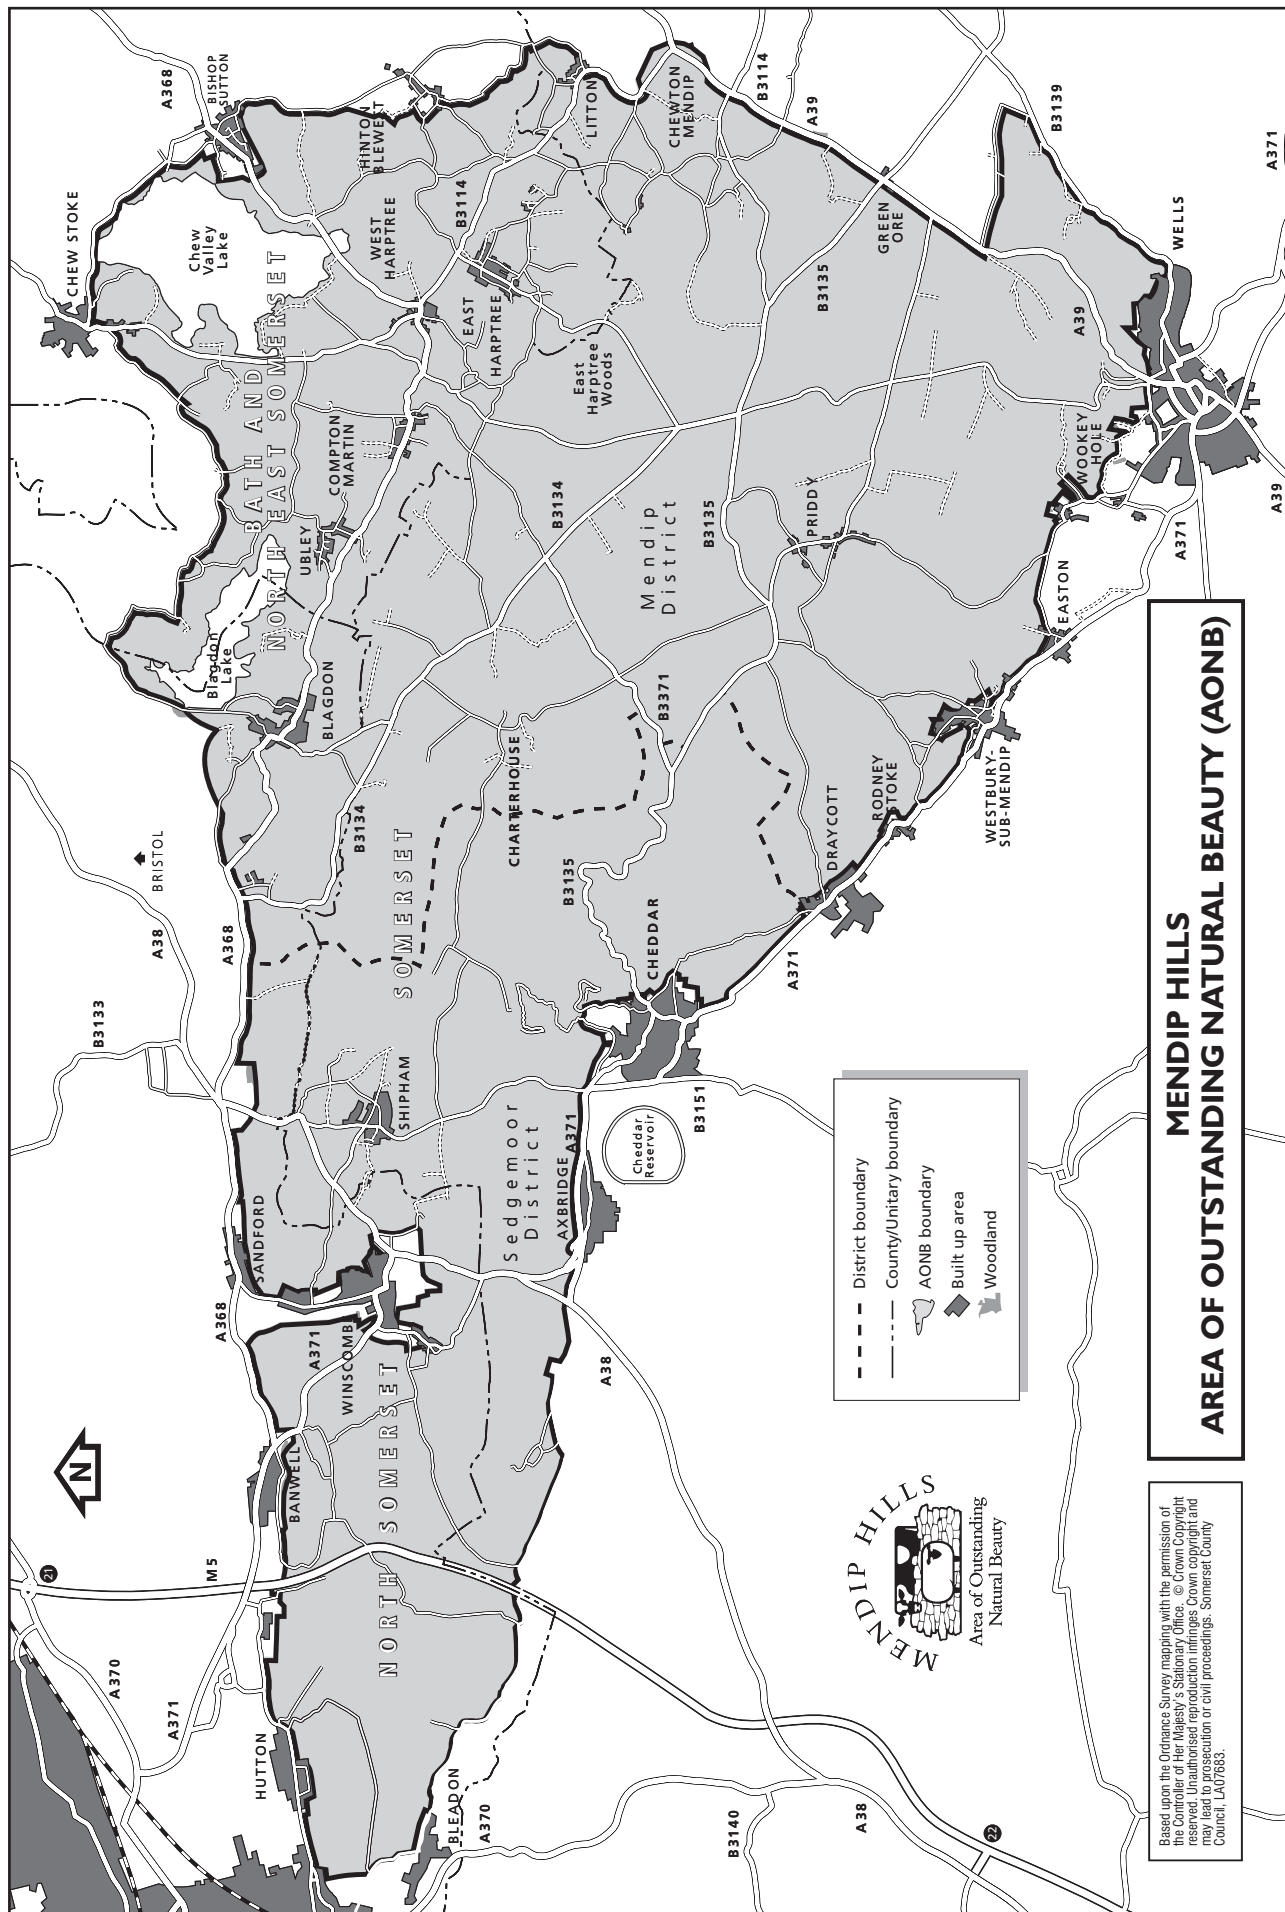 CHEW STOKE
A368
BISHOP
SUTTON
Chew
Valley
Lake
HINTON
BLEWETT
WEST
HARPTREE
B3114
LITTON
CHEWTON
MENDIP
B3114
A39
B3139
A371
EAST
HARPTREE
East
Harptree
Woods
B3135
GREEN
ORE
WELLS
A39
BATH AND
NORTH EAST SOMERSET
COMPTON
MARTIN
UBLEY
B3134
Mendip
District
B3135
PRIDDY
WOOKEY
HOLE
A39
A371
EASTON
Blagdon
Lake
BLAGDON
B3371
CHARTERHOUSE
B3134
RODNEY
STOKE
WESTBURY-
SUB-MENDIP
DRAYCOTT
BRISTOL
A38
A368
SOMERSET
B3135
CHEDDAR
A371
B3133
SHIPHAM
Sedgemoor
District
A371
AXBRIDGE
Cheddar
Reservoir
B3151
SANDFORD
A368
A371
WINSCOMBE
A38
NORTH SOMERSET
BANWELL
N
21
M5
A370
A371
HUTTON
BLEADON
A370
B3140
A38
22
District boundary
County/Unitary boundary
AONB boundary
Built up area
Woodland
MENDIP HILLS
Area of Outstanding
Natural Beauty
MENDIP HILLS
AREA OF OUTSTANDING NATURAL BEAUTY (AONB)
Based upon the Ordnance Survey mapping with the permission of
the Controller of Her Majesty's Stationary Office. © Crown Copyright
reserved. Unauthorised reproduction infringes Crown copyright and
may lead to prosecution or civil proceedings. Somerset County
Council, LA07683.